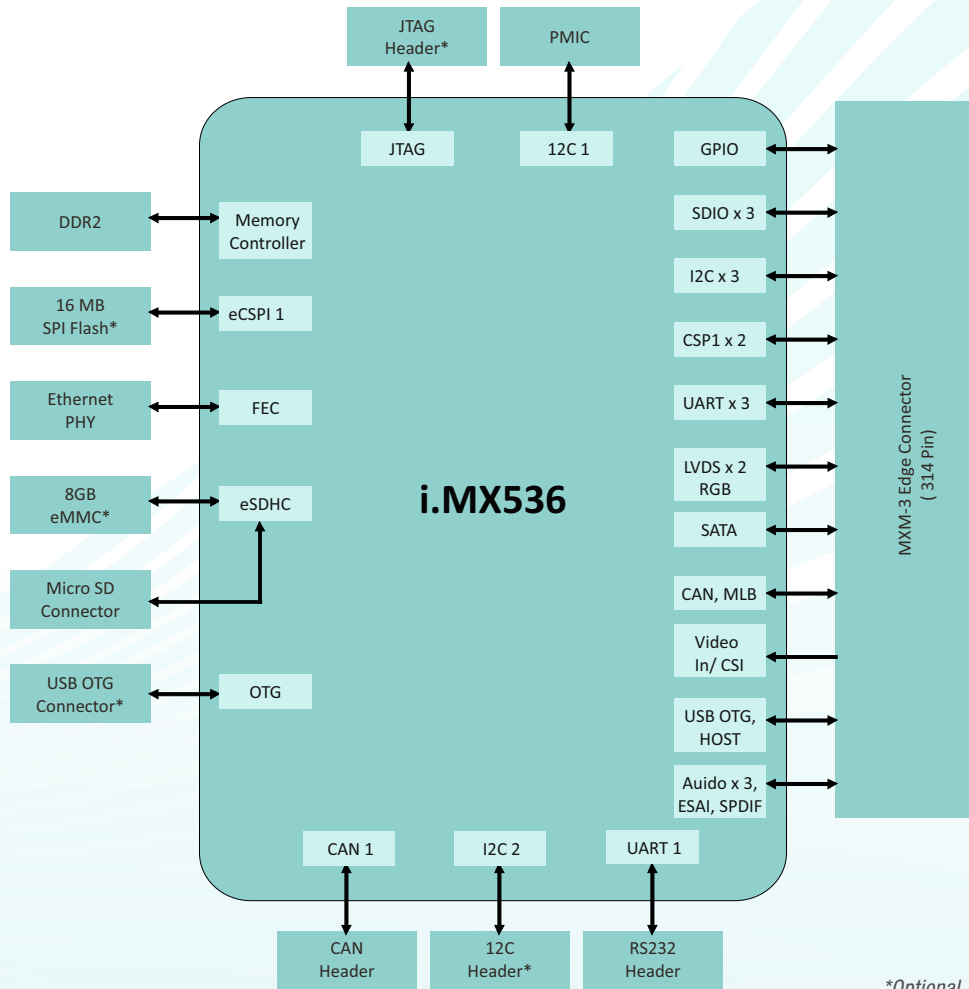 JTAG
Header*
PMIC
JTAG
12C 1
GPIO
SDIO x 3
I2C x 3
CSP1 x 2
UART x 3
LVDS x 2
RGB
SATA
CAN, MLB
Video
In/ CSI
USB OTG,
HOST
Auido x 3,
ESAI, SPDIF
MXM-3 Edge Connector
( 314 Pin)
DDR2
Memory
Controller
16 MB
SPI Flash*
eCSPI 1
Ethernet
PHY
FEC
8GB
eMMC*
eSDHC
Micro SD
Connector
USB OTG
Connector*
OTG
i.MX536
CAN 1
I2C 2
UART 1
CAN
Header
12C
Header*
RS232
Header
*Optional